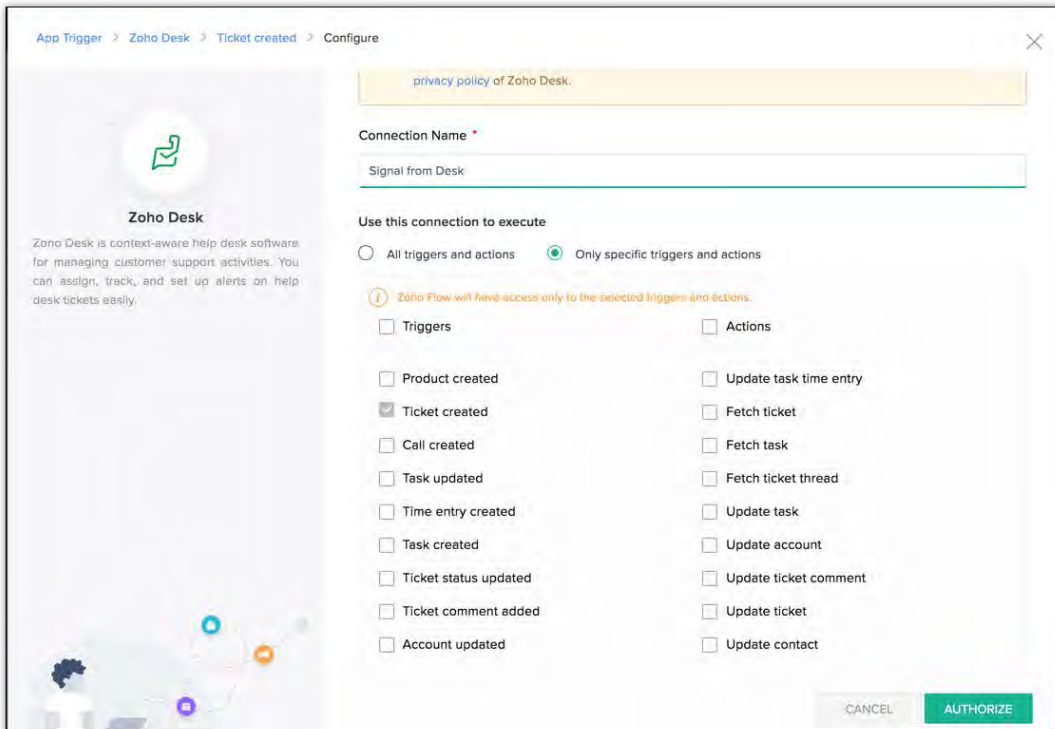 App Trigger > Zoho Desk > Ticket created > Configure
privacy policy of Zoho Desk.
Connection Name *
Signal from Desk
Zoho Desk
Zoho Desk is context-aware help desk software
for managing customer support activities. You
can assign, track, and set up alerts on help
desk tickets easily.
Use this connection to execute
All triggers and actions
Only specific triggers and actions
Zoho Flow will have access only to the selected triggers and actions.
Triggers
Actions
Product created
Update task time entry
Ticket created
Fetch ticket
Call created
Fetch task
Task updated
Fetch ticket thread
Time entry created
Update task
Task created
Update account
Ticket status updated
Update ticket comment
Ticket comment added
Update ticket
Account updated
Update contact
CANCEL
AUTHORIZE